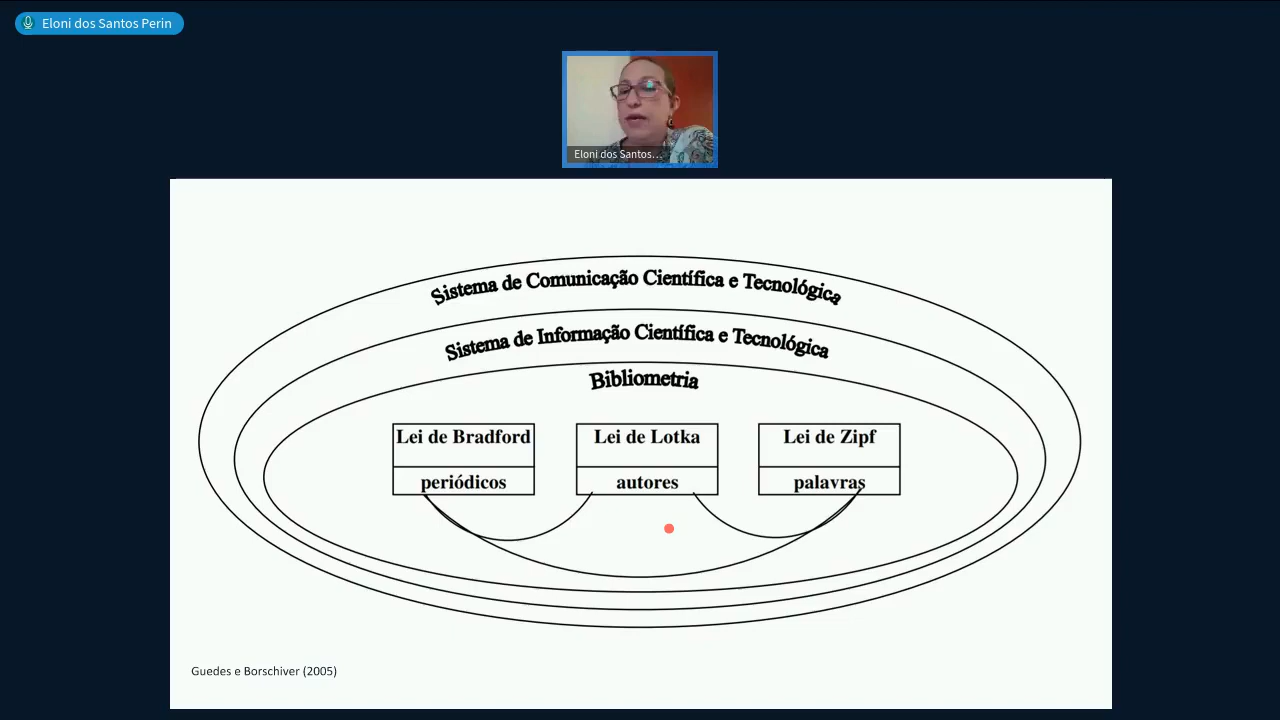 Eloni dos Santos Perin
Eloni dos Santos...
Sistema de Comunicação Científica e Tecnológica
Sistema de Informação Científica e Tecnológica
Bibliometria
Lei de Bradford
periódicos
Lei de Lotka
autores
Lei de Zipf
palavras
Guedes e Borschiver (2005)